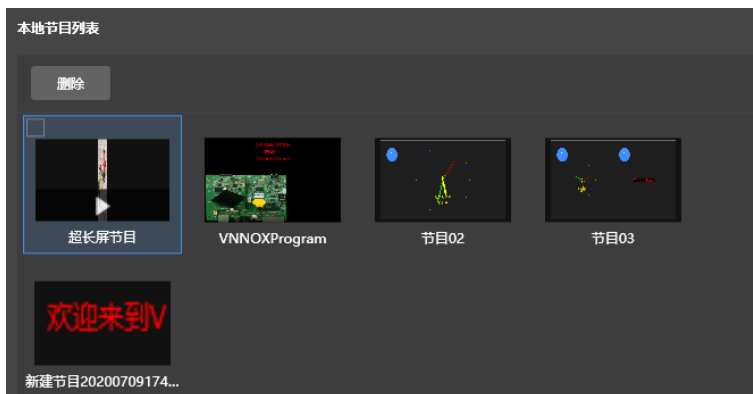 本地节目列表
删除
超长屏节目
VNNOXProgram
节目02
节目03
欢迎来到V
新建节目20200709174...